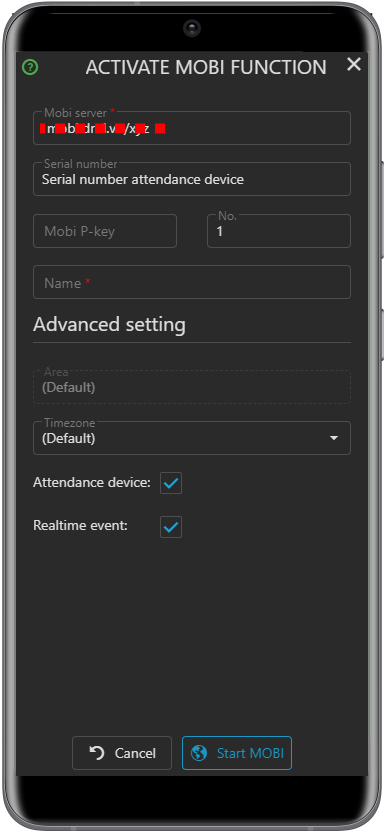 ACTIVATE MOBI FUNCTION
Mobi server *
Serial number
Serial number attendance device
Mobi P-key
No.
1
Name *
Advanced setting
Area
(Default)
Timezone
(Default)
Attendance device:
Realtime event:
Cancel
Start MOBI